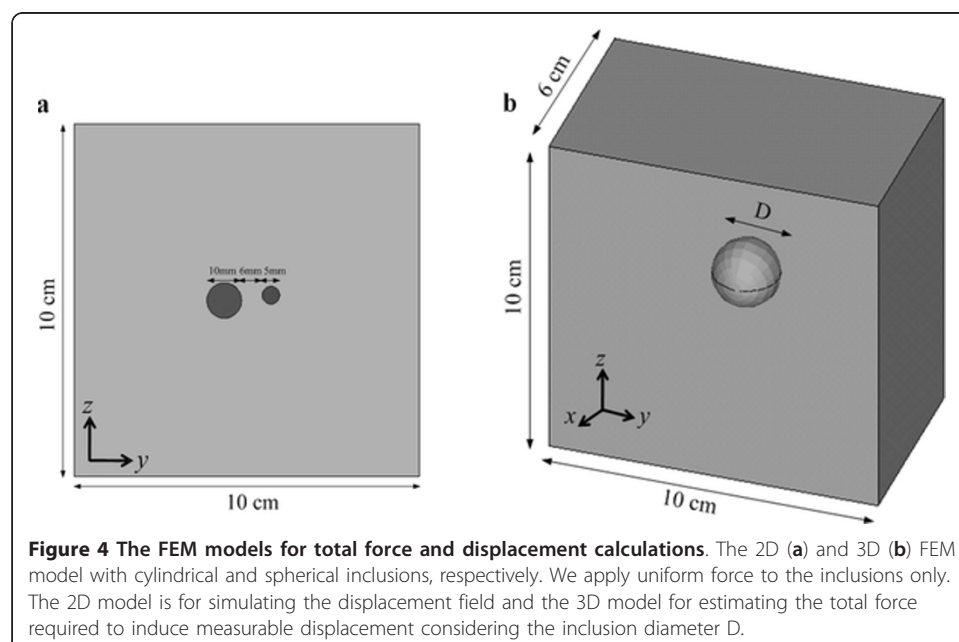 a
10mm 6mm 5mm
10 cm
z
y
10 cm
b
6 cm
D
10 cm
z
x
y
10 cm
Figure 4 The FEM models for total force and displacement calculations. The 2D (a) and 3D (b) FEM
model with cylindrical and spherical inclusions, respectively. We apply uniform force to the inclusions only.
The 2D model is for simulating the displacement field and the 3D model for estimating the total force
required to induce measurable displacement considering the inclusion diameter D.